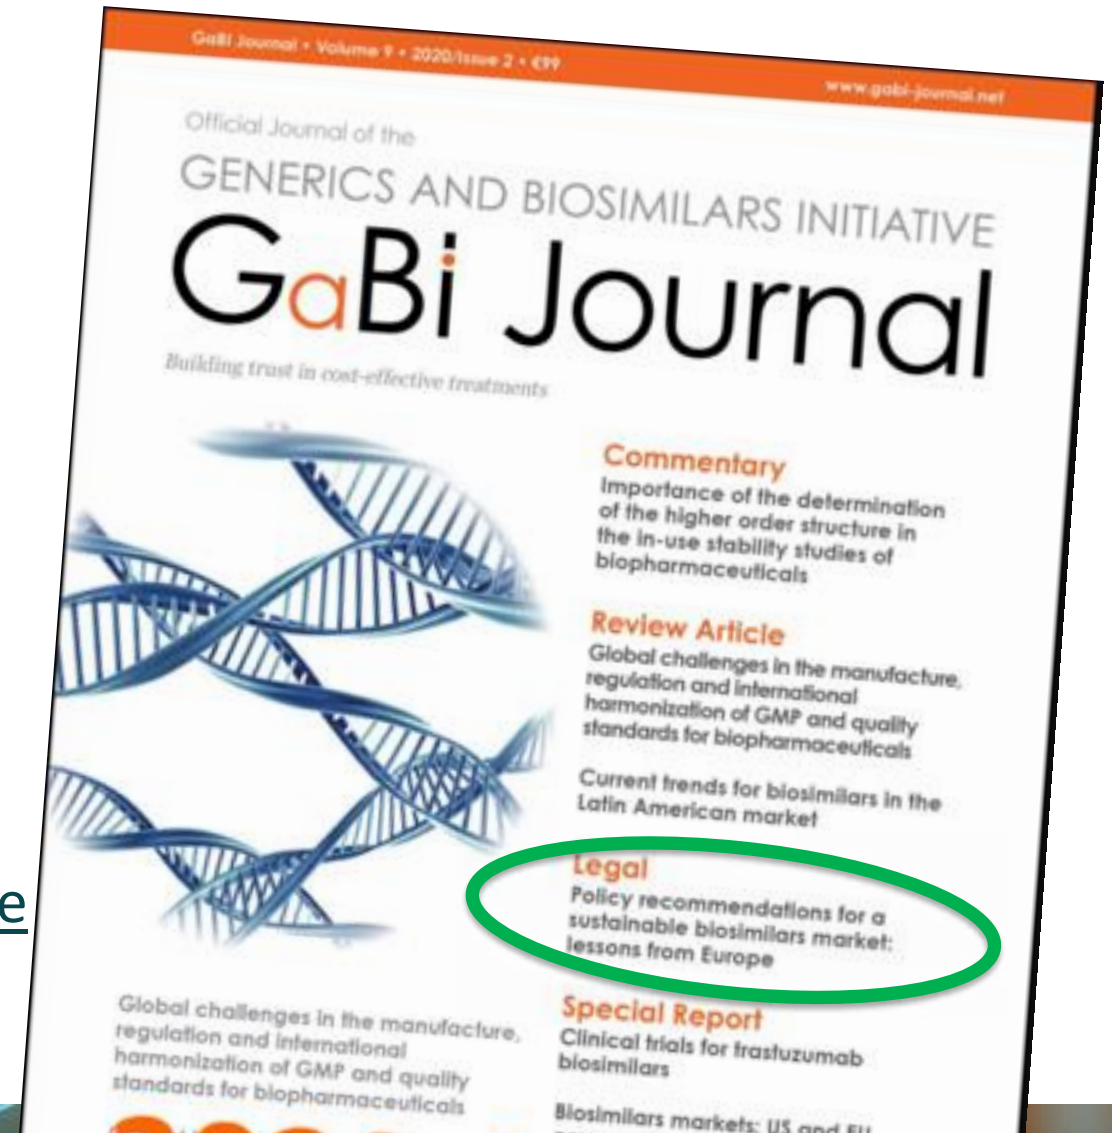 GaBI Journal • Volume 9 • 2020/Issue 2 • €99
www.gabi-journal.net
Official Journal of the
GENERICS AND BIOSIMILARS INITIATIVE
GaBi Journal
Building trust in cost-effective treatments
Commentary
Importance of the determination
of the higher order structure in
the in-use stability studies of
biopharmaceuticals
Review Article
Global challenges in the manufacture,
regulation and international
harmonization of GMP and quality
standards for biopharmaceuticals
Current trends for biosimilars in the
Latin American market
Legal
Policy recommendations for a
sustainable biosimilars market:
lessons from Europe
Special Report
Clinical trials for trastuzumab
biosimilars
Biosimilars markets: US and EU
e
Global challenges in the manufacture,
regulation and international
harmonization of GMP and quality
standards for biopharmaceuticals